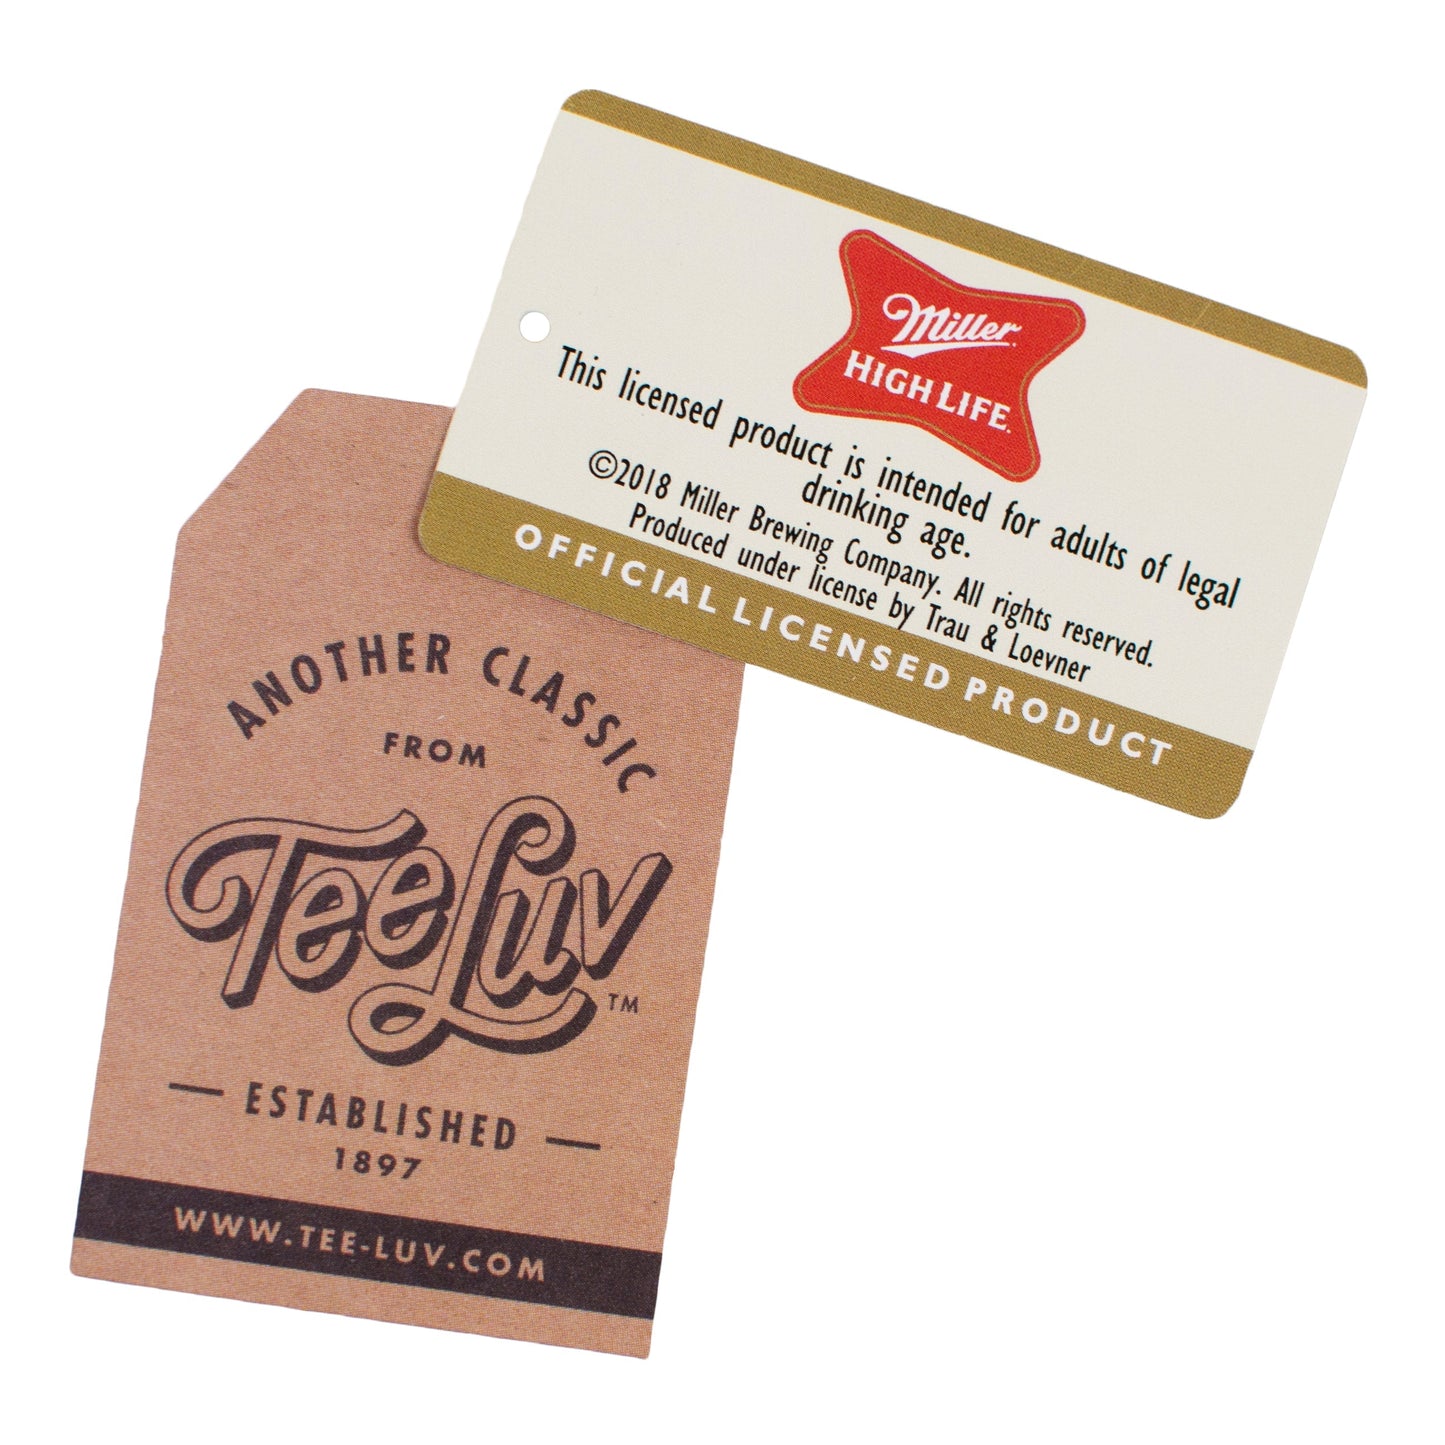 Miller
HIGH LIFE
This licensed product is intended for adults of legal
drinking age.
©2018 Miller Brewing Company. All rights reserved.
Produced under license by Trau & Loevner
OFFICIAL LICENSED PRODUCT
ANOTHER CLASSIC
FROM
TeeLuv™
ESTABLISHED
1897
WWW.TEE-LUV.COM